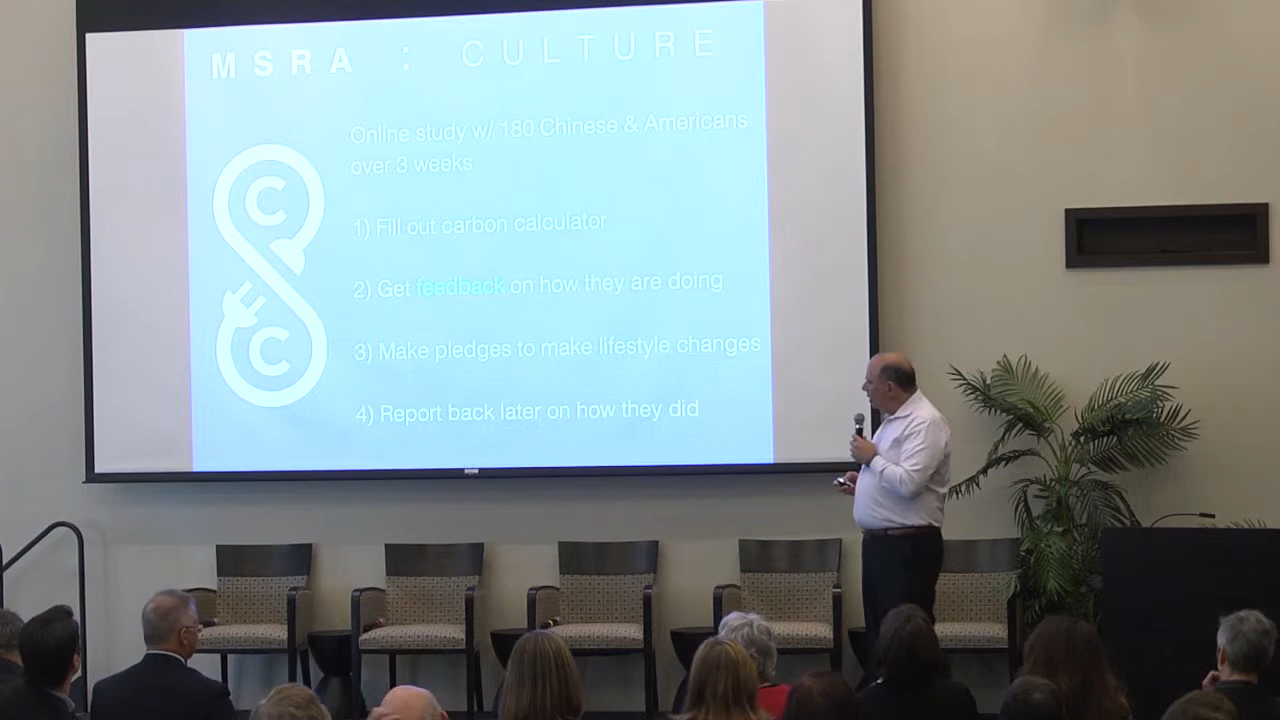 MSRA : CULTURE
Online study w/ 180 Chinese & Americans
over 3 weeks
C
1) Fill out carbon calculator
2) Get feedback on how they are doing
C
3) Make pledges to make lifestyle changes
4) Report back later on how they did